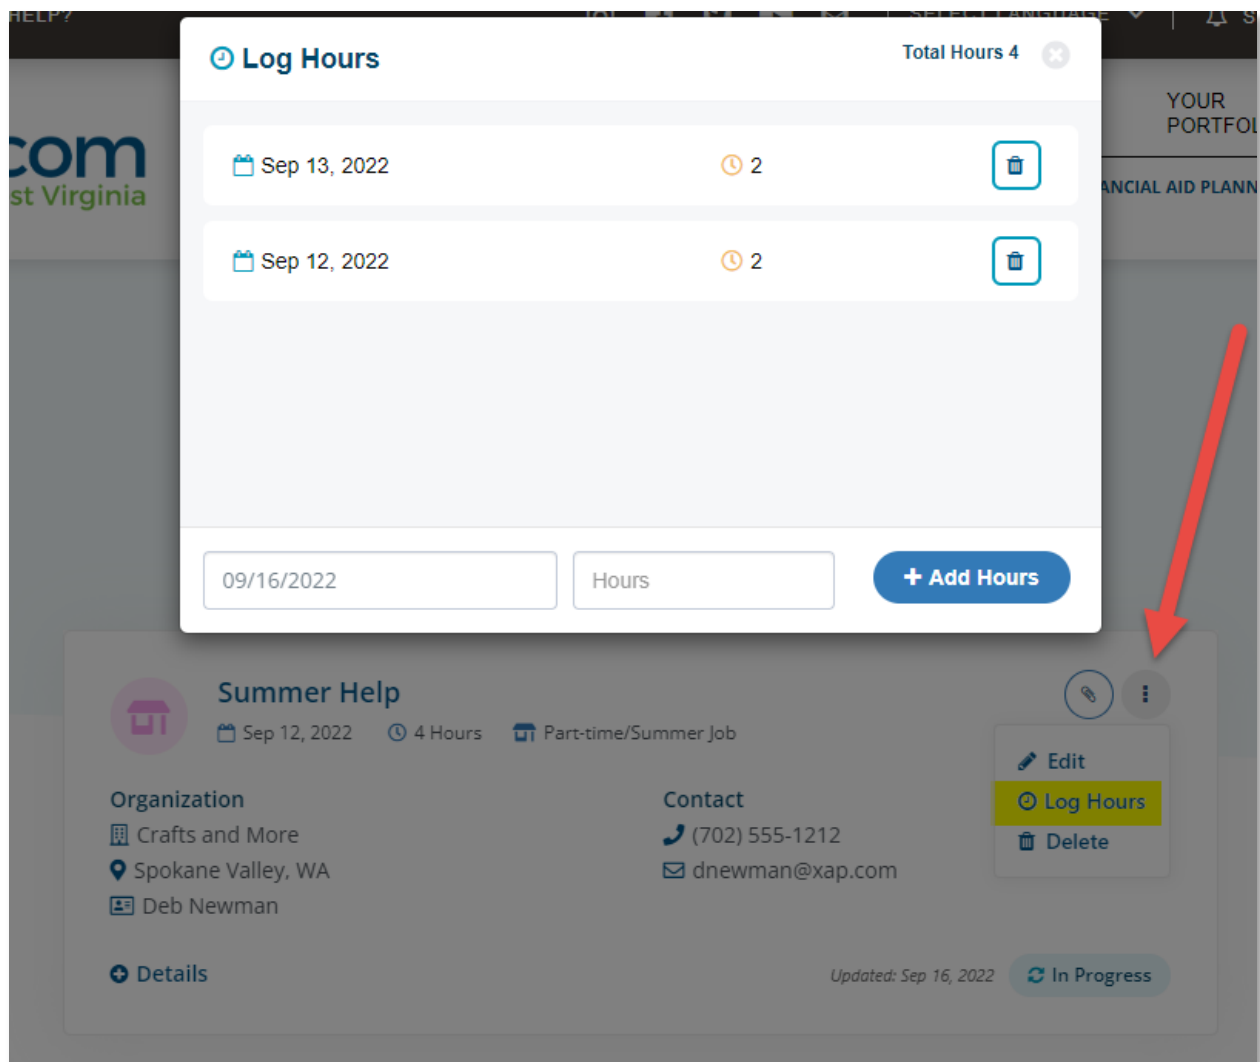 HELP?
SELECT LANGUAGE
S
Log Hours
Total Hours 4
YOUR
PORTFOL
com
st Virginia
ANCIAL AID PLANN
Sep 13, 2022 2
Sep 12, 2022 2
09/16/2022
Hours
+ Add Hours
Summer Help
Sep 12, 2022 4 Hours Part-time/Summer Job
Edit
Log Hours
Delete
Organization
Crafts and More
Spokane Valley, WA
Deb Newman
Contact
(702) 555-1212
dnewman@xap.com
Details
Updated: Sep 16, 2022
In Progress